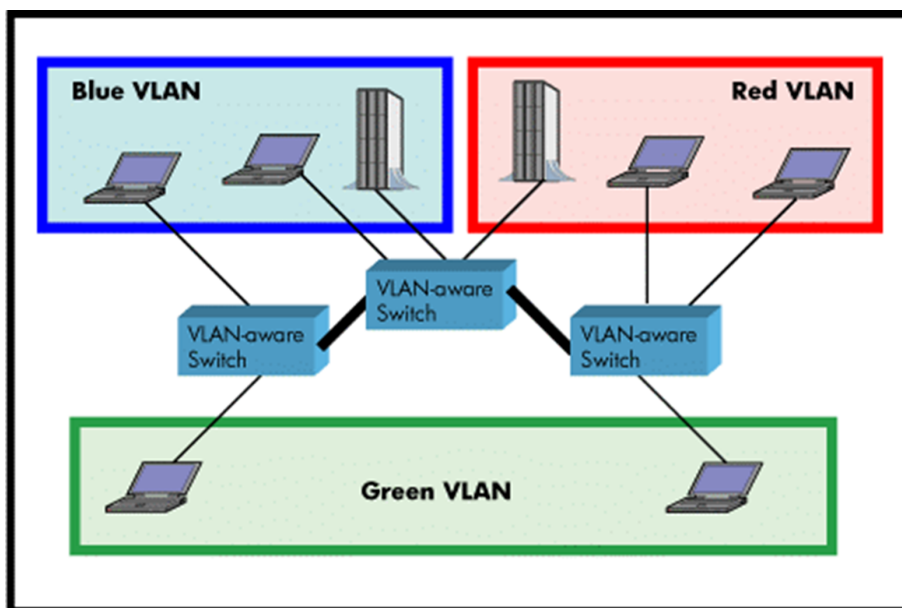 Blue VLAN
Red VLAN
VLAN-aware
Switch
VLAN-aware
Switch
VLAN-aware
Switch
Green VLAN